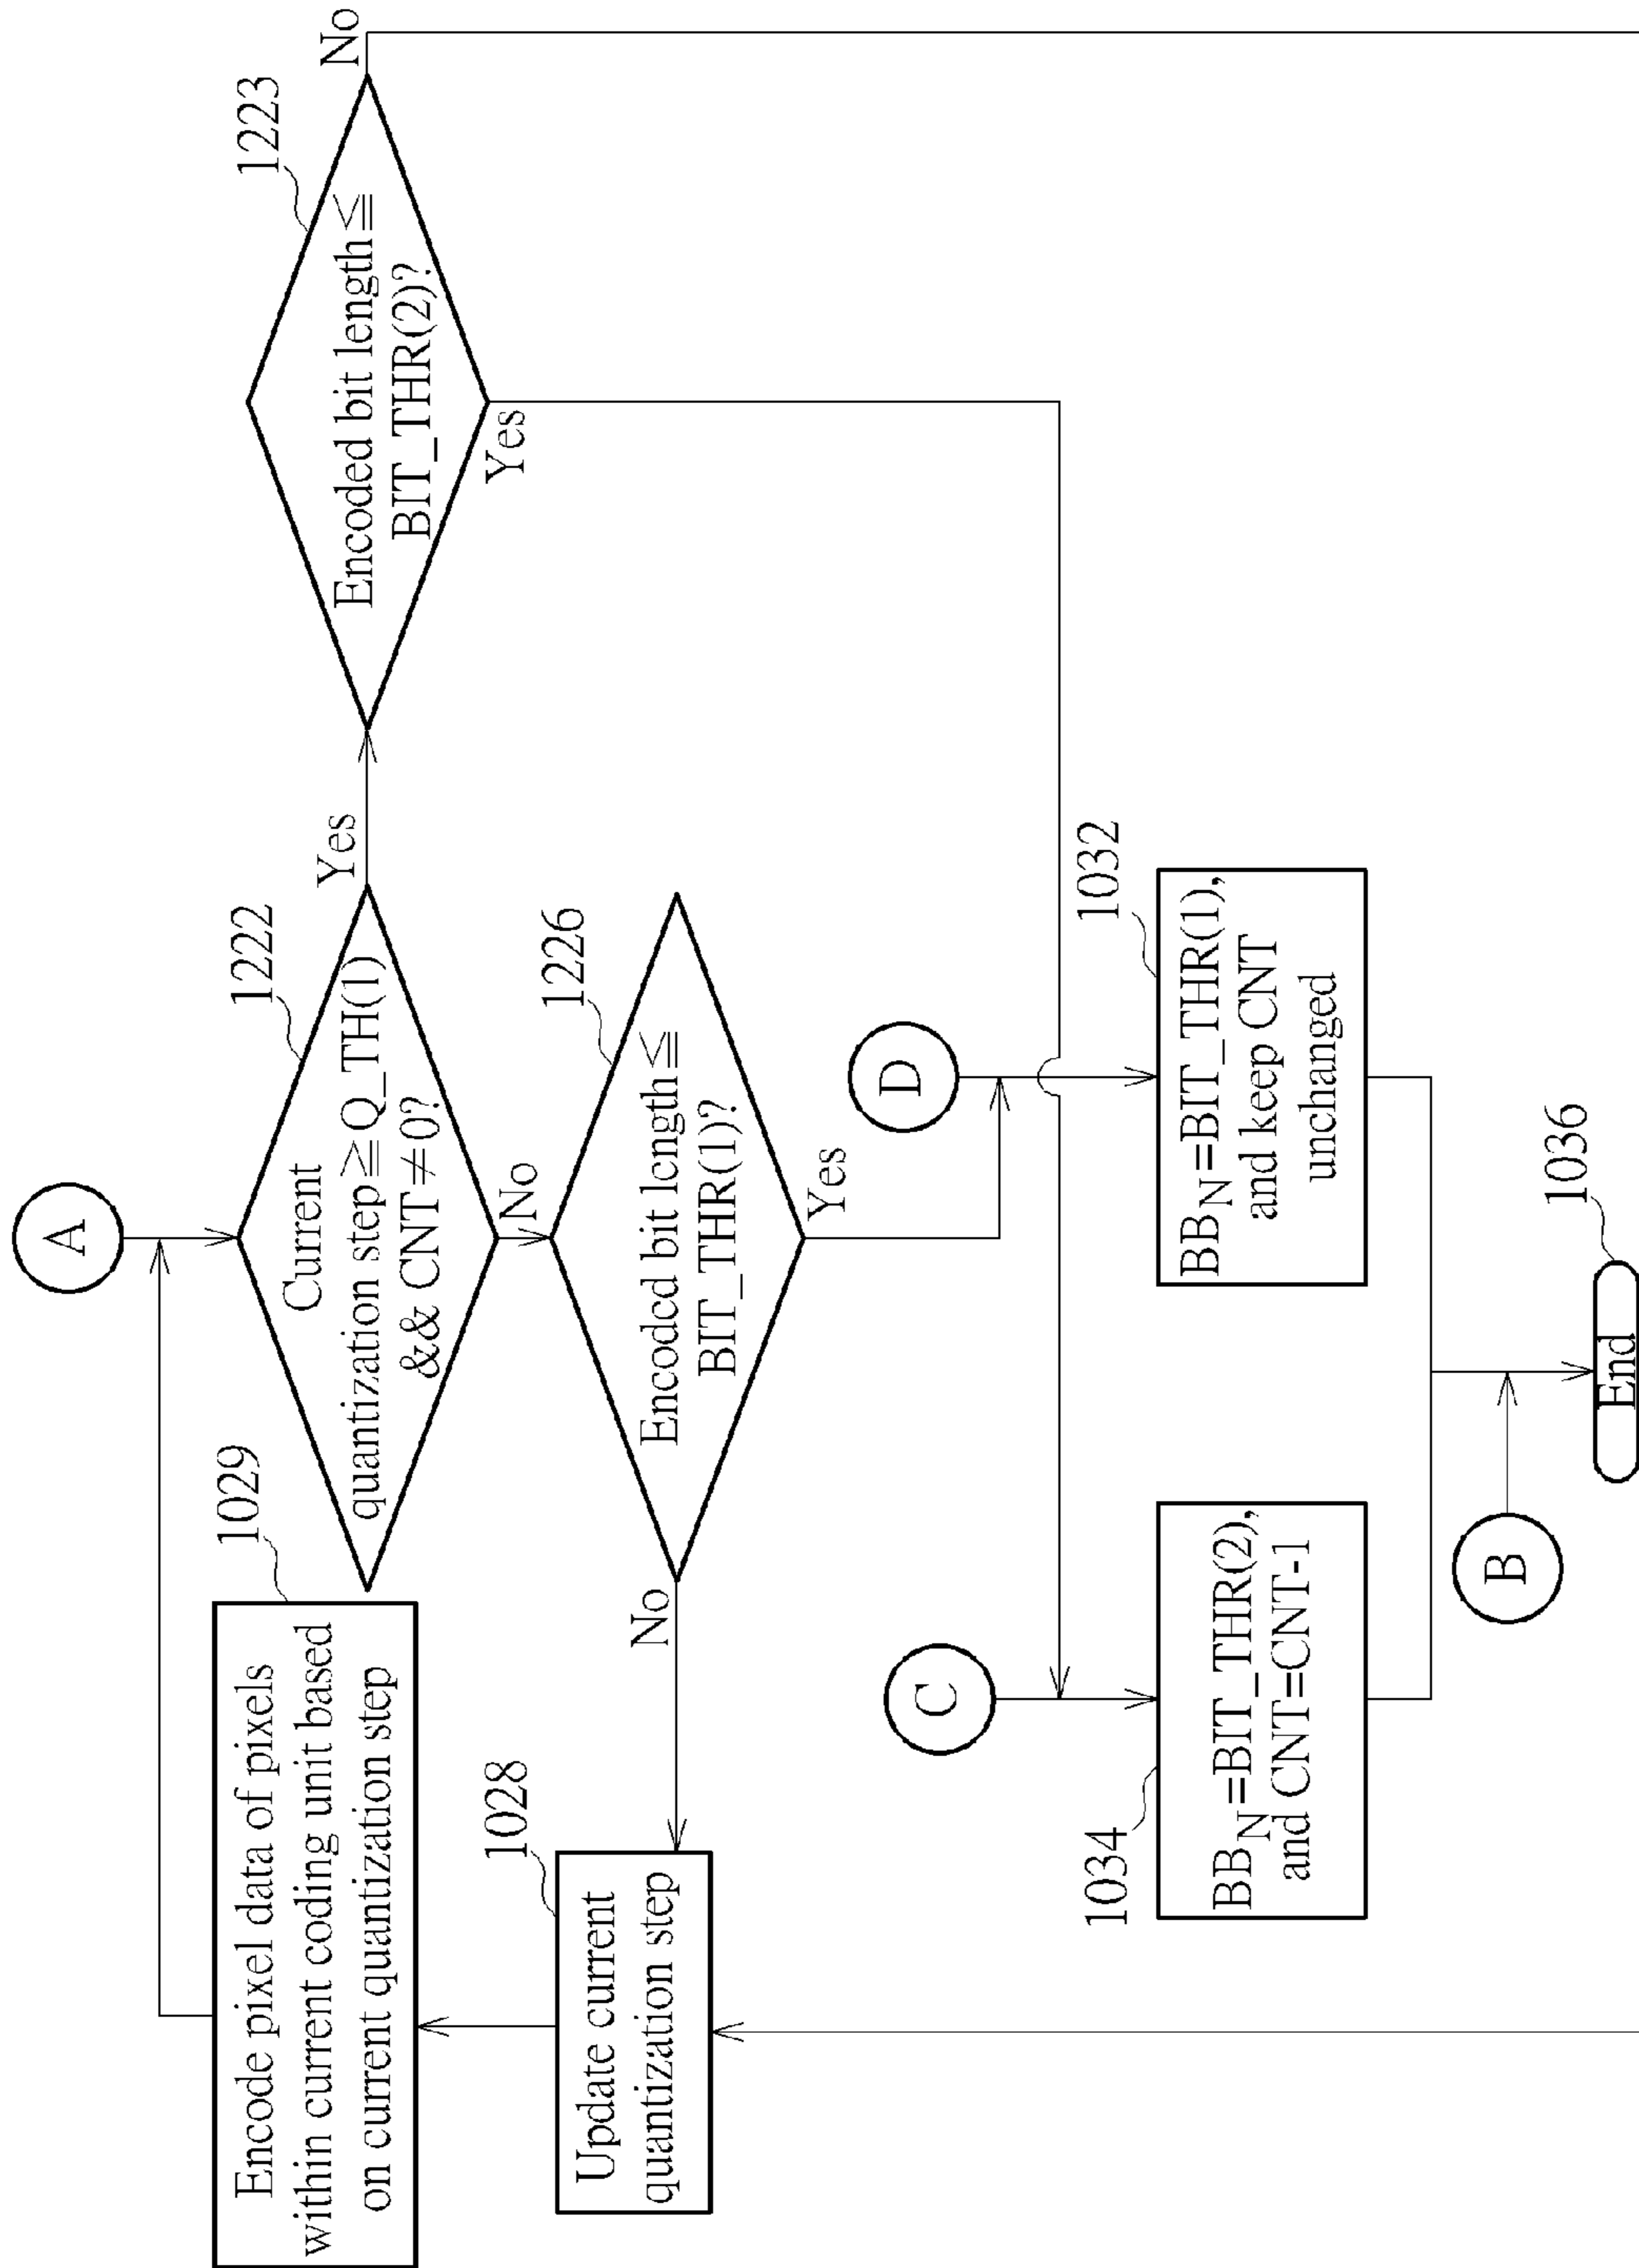 A
Encode pixel data of pixels
within current coding unit based
on current quantization step
1029
Current
quantization step≧Q_TH(1)
&& CNT≠0?
1222
Yes
No
Encoded bit length≦
BIT_THR(2)?
1223
No
Yes
Encoded bit length≦
BIT_THR(1)?
1226
No
Yes
Update current
quantization step
1028
C
D
BB_N=BIT_THR(2),
and CNT=CNT-1
1034
BB_N=BIT_THR(1),
and keep CNT
unchanged
1032
B
End
1036